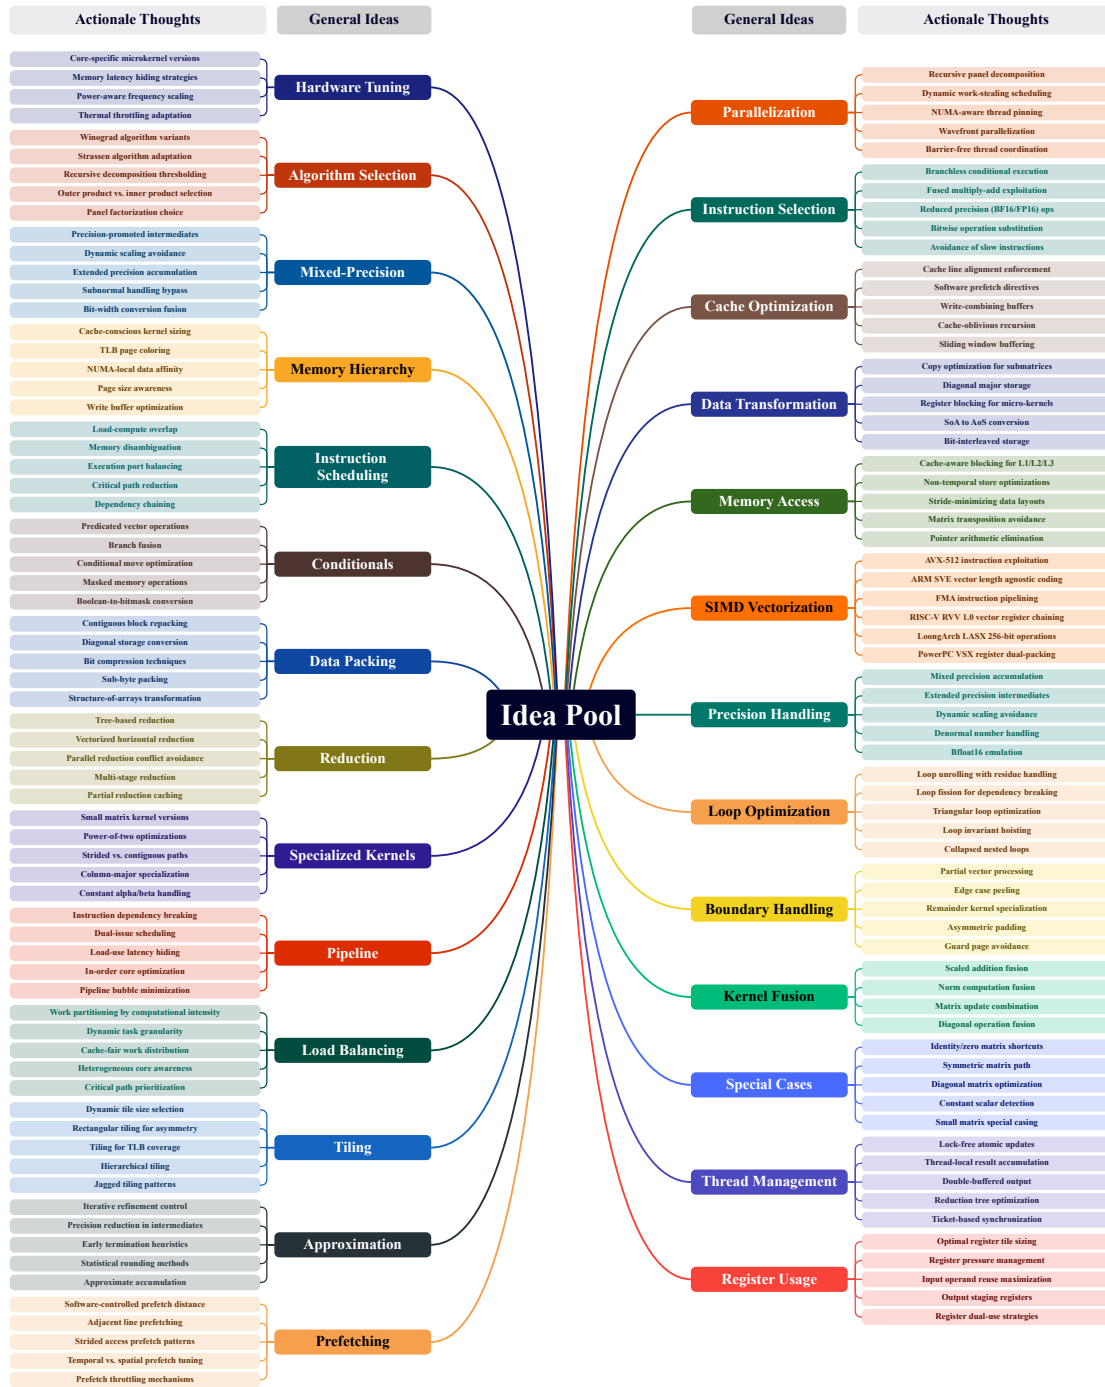 Actionale Thoughts
General Ideas
General Ideas
Actionale Thoughts
Core-specific microkernel versions
Memory latency hiding strategies
Power-aware frequency scaling
Thermal throttling adaptation
Hardware Tuning
Winograd algorithm variants
Strassen algorithm adaptation
Recursive decomposition thresholding
Outer product vs. inner product selection
Panel factorization choice
Algorithm Selection
Precision-promoted intermediates
Dynamic scaling avoidance
Extended precision accumulation
Subnormal handling bypass
Bit-width conversion fusion
Mixed-Precision
Cache-conscious kernel sizing
TLB page coloring
NUMA-local data affinity
Page size awareness
Write buffer optimization
Memory Hierarchy
Load-compute overlap
Memory disambiguation
Execution port balancing
Critical path reduction
Dependency chaining
Instruction
Scheduling
Predicated vector operations
Branch fusion
Conditional move optimization
Masked memory operations
Boolean-to-bitmask conversion
Conditionals
Contiguous block repacking
Diagonal storage conversion
Bit compression techniques
Sub-byte packing
Structure-of-arrays transformation
Data Packing
Tree-based reduction
Vectorized horizontal reduction
Parallel reduction conflict avoidance
Multi-stage reduction
Partial reduction caching
Reduction
Small matrix kernel versions
Power-of-two optimizations
Strided vs. contiguous paths
Column-major specialization
Constant alpha/beta handling
Specialized Kernels
Instruction dependency breaking
Dual-issue scheduling
Load-use latency hiding
In-order core optimization
Pipeline bubble minimization
Pipeline
Work partitioning by computational intensity
Dynamic task granularity
Cache-fair work distribution
Heterogeneous core awareness
Critical path prioritization
Load Balancing
Dynamic tile size selection
Rectangular tiling for asymmetry
Tiling for TLB coverage
Hierarchical tiling
Jagged tiling patterns
Tiling
Iterative refinement control
Precision reduction in intermediates
Early termination heuristics
Statistical rounding methods
Approximate accumulation
Approximation
Software-controlled prefetch distance
Adjacent line prefetching
Strided access prefetch patterns
Temporal vs. spatial prefetch tuning
Prefetch throttling mechanisms
Prefetching
Idea Pool
Parallelization
Recursive panel decomposition
Dynamic work-stealing scheduling
NUMA-aware thread pinning
Wavefront parallelization
Barrier-free thread coordination
Instruction Selection
Branchless conditional execution
Fused multiply-add exploitation
Reduced precision (BF16/FP16) ops
Bitwise operation substitution
Avoidance of slow instructions
Cache Optimization
Cache line alignment enforcement
Software prefetch directives
Write-combining buffers
Cache-oblivious recursion
Sliding window buffering
Data Transformation
Copy optimization for submatrices
Diagonal major storage
Register blocking for micro-kernels
SoA to AoS conversion
Bit-interleaved storage
Memory Access
Cache-aware blocking for L1/L2/L3
Non-temporal store optimizations
Stride-minimizing data layouts
Matrix transposition avoidance
Pointer arithmetic elimination
SIMD Vectorization
AVX-512 instruction exploitation
ARM SVE vector length agnostic coding
FMA instruction pipelining
RISC-V RVV 1.0 vector register chaining
LoongArch LASX 256-bit operations
PowerPC VSX register dual-packing
Precision Handling
Mixed precision accumulation
Extended precision intermediates
Dynamic scaling avoidance
Denormal number handling
Bfloat16 emulation
Loop Optimization
Loop unrolling with residue handling
Loop fission for dependency breaking
Triangular loop optimization
Loop invariant hoisting
Collapsed nested loops
Boundary Handling
Partial vector processing
Edge case peeling
Remainder kernel specialization
Asymmetric padding
Guard page avoidance
Kernel Fusion
Scaled addition fusion
Norm computation fusion
Matrix update combination
Diagonal operation fusion
Special Cases
Identity/zero matrix shortcuts
Symmetric matrix path
Diagonal matrix optimization
Constant scalar detection
Small matrix special casing
Thread Management
Lock-free atomic updates
Thread-local result accumulation
Double-buffered output
Reduction tree optimization
Ticket-based synchronization
Register Usage
Optimal register tile sizing
Register pressure management
Input operand reuse maximization
Output staging registers
Register dual-use strategies